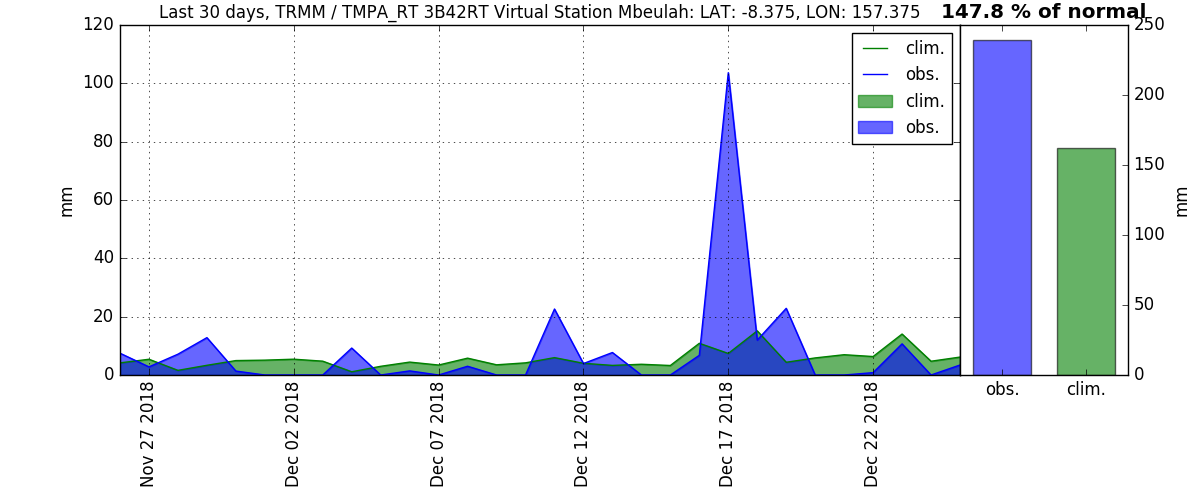 Last 30 days, TRMM / TMPA_RT 3B42RT Virtual Station Mbeulah: LAT: -8.375, LON: 157.375
147.8 % of normal
120
100
80
60
40
20
0
mm
clim.
obs.
clim.
obs.
250
200
150
100
50
0
mm
Nov 27 2018
Dec 02 2018
Dec 07 2018
Dec 12 2018
Dec 17 2018
Dec 22 2018
obs.
clim.